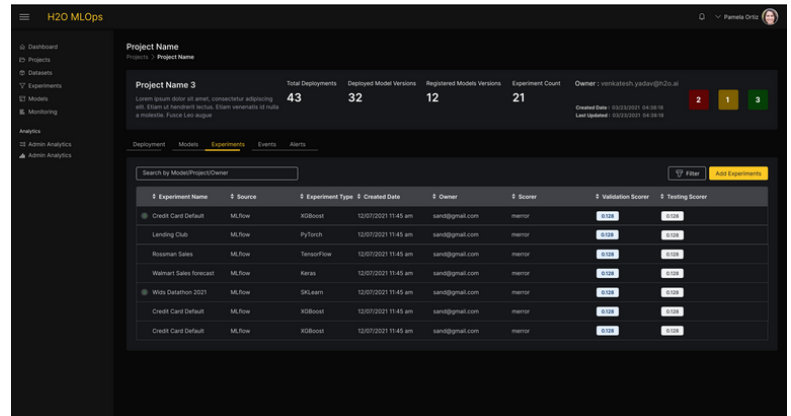 H2O MLOps
Pamela Ortiz
Dashboard
Projects
Datasets
Experiments
Models
Monitoring
Analytics
Admin Analytics
Admin Analytics
Project Name
Projects > Project Name
Project Name 3
Lorem ipsum dolor sit amet, consectetur adipiscing
elit. Etiam ut hendrerit lectus. Etiam venenatis id nulla
a molestie. Fusce Leo augue
Total Deployments
43
Deployed Model Versions
32
Registered Models Versions
12
Experiment Count
21
Owner : venkatesh.yadav@h2o.ai
Created Date : 03/23/2021 04:38:18
Last Updated : 03/23/2021 04:38:18
2
1
3
Deployment Models Experiments Events Alerts
Search by Model/Project/Owner
Filter
Add Experiments
Experiment Name Source Experiment Type Created Date Owner Scorer Validation Scorer Testing Scorer
Credit Card Default MLflow XGBoost 12/07/2021 11:45 am sand@gmail.com merror 0.128 0.128
Lending Club MLflow PyTorch 12/07/2021 11:45 am sand@gmail.com merror 0.128 0.128
Rossman Sales MLflow TensorFlow 12/07/2021 11:45 am sand@gmail.com merror 0.128 0.128
Walmart Sales forecast MLflow Keras 12/07/2021 11:45 am sand@gmail.com merror 0.128 0.128
Wids Datathon 2021 MLflow SKLearn 12/07/2021 11:45 am sand@gmail.com merror 0.128 0.128
Credit Card Default MLflow XGBoost 12/07/2021 11:45 am sand@gmail.com merror 0.128 0.128
Credit Card Default MLflow XGBoost 12/07/2021 11:45 am sand@gmail.com merror 0.128 0.128